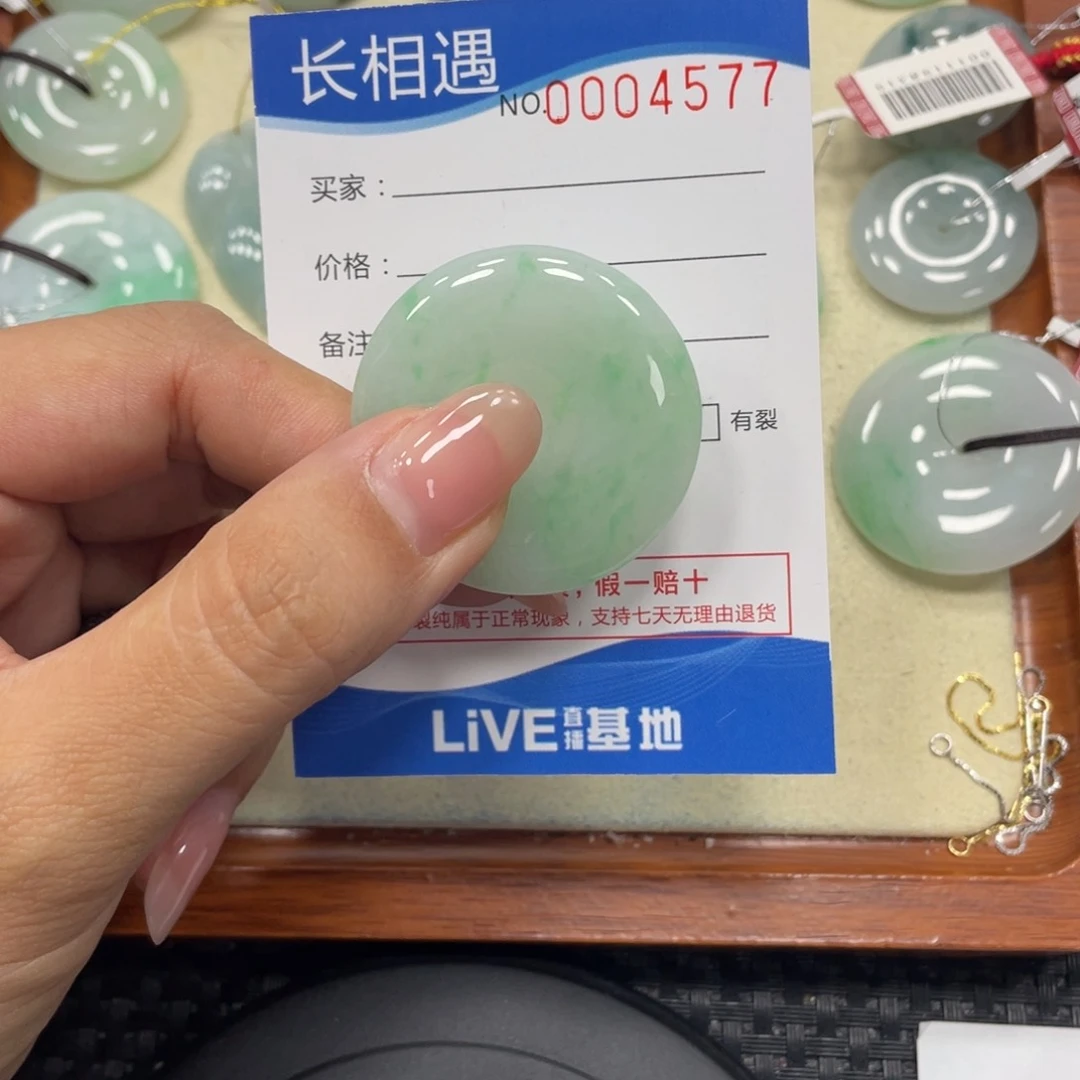 长相遇
NO.0004577
买家：
价格：
备注
有裂
，假一赔十
裂纯属于正常现象，支持七天无理由退货
LiVE直播基地